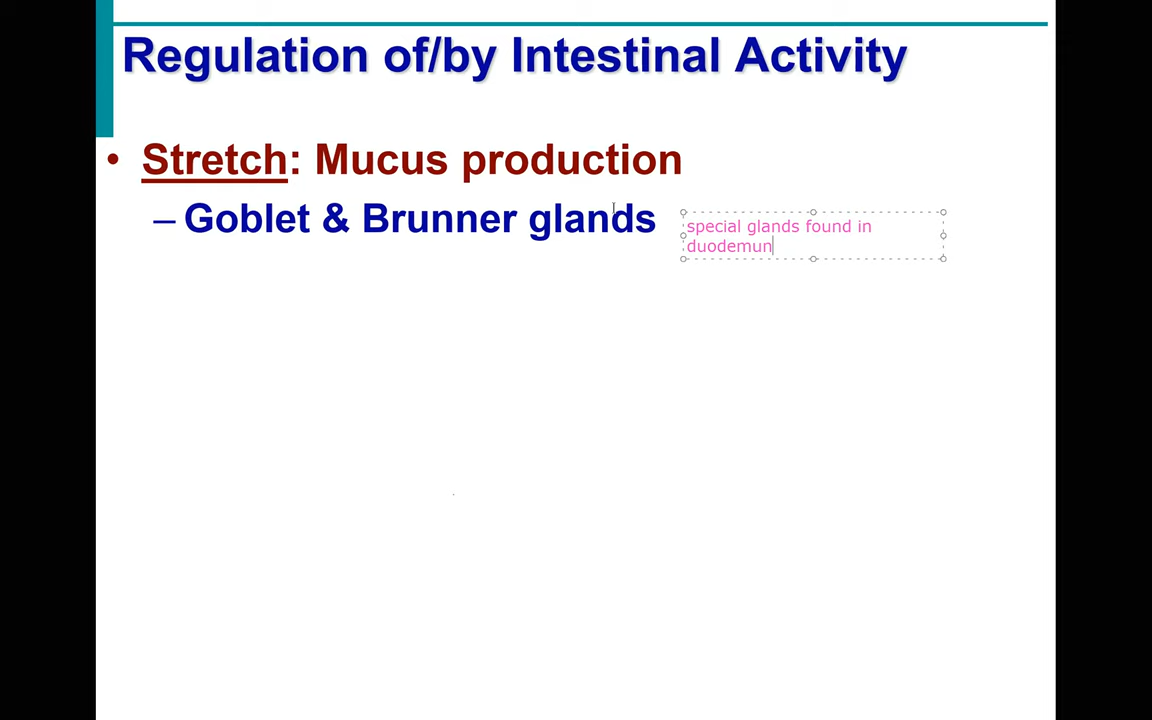 Regulation of/by Intestinal Activity
• Stretch: Mucus production
– Goblet & Brunner glands
special glands found in
duodemun